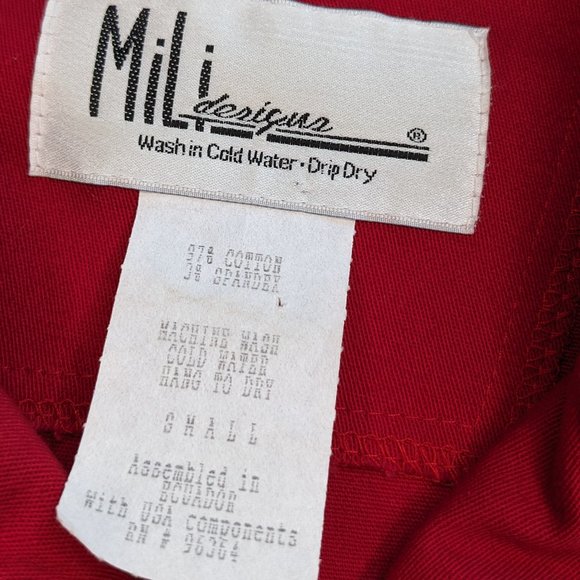 MiLi
designs ®
Wash in Cold Water • Drip Dry
97% COTTON
3% SPANDEX
MACHINE WASH
COLD WATER
HANG TO DRY
SMALL
Assembled in
ECUADOR
With USA Components
RN #